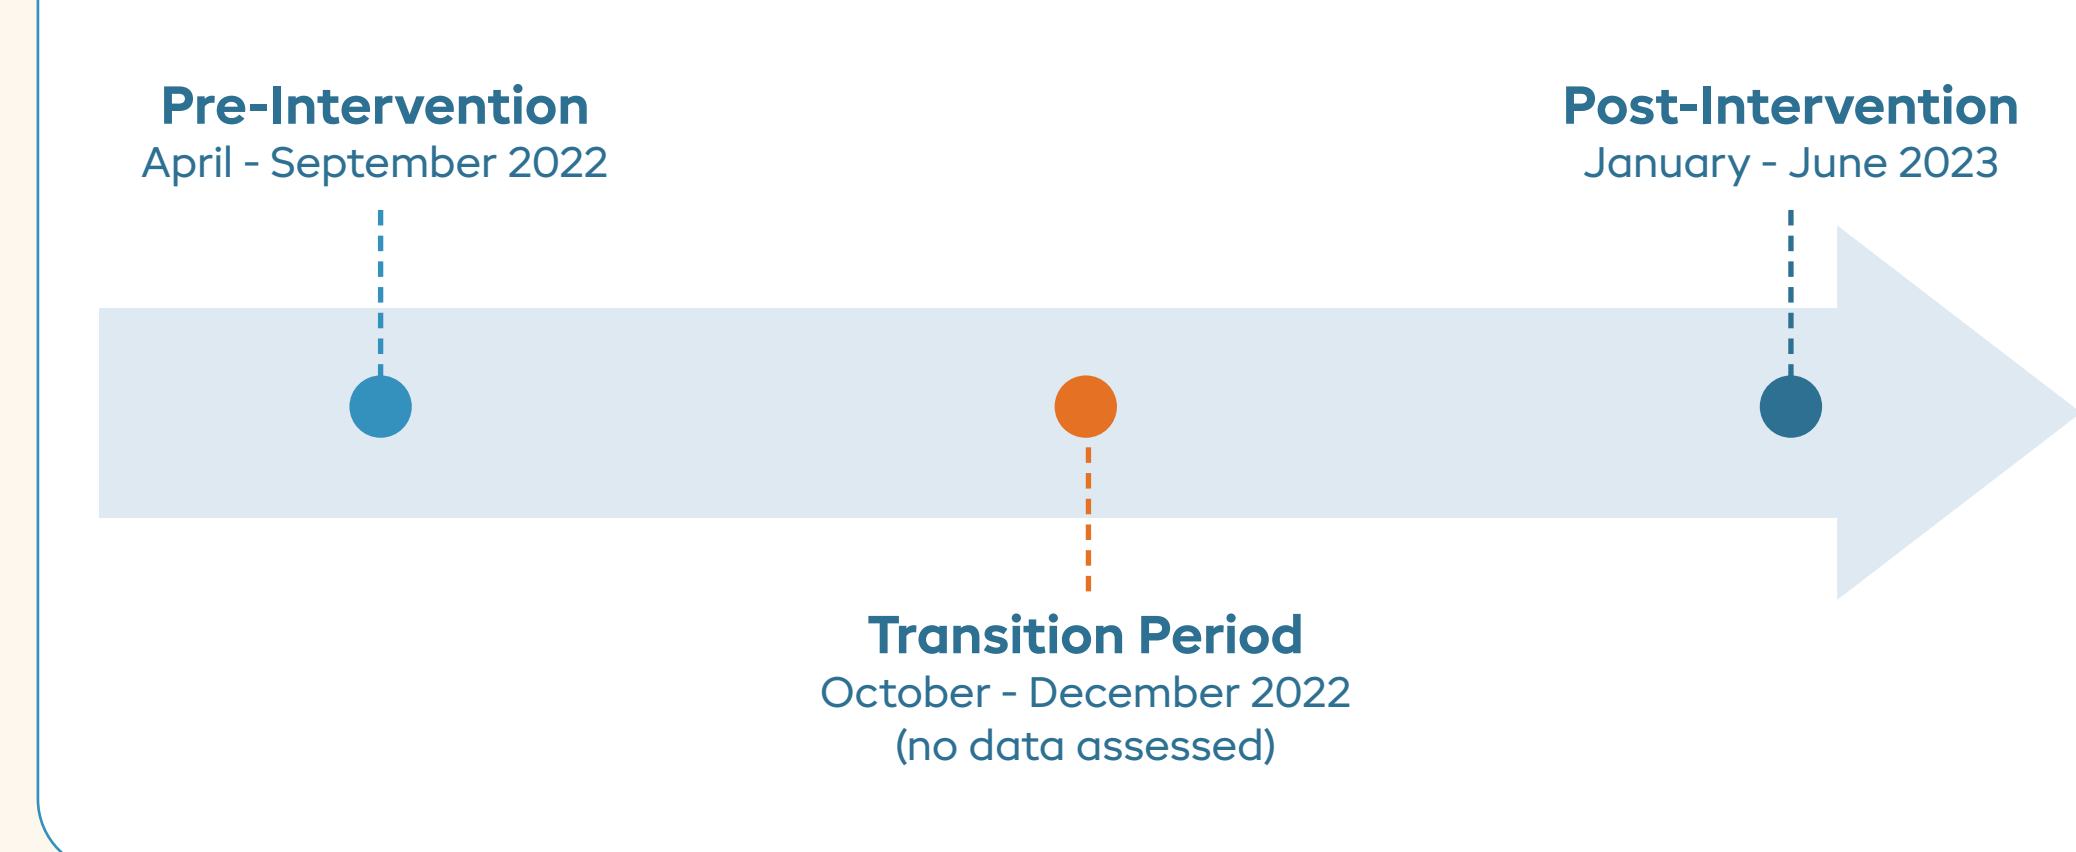 Pre-Intervention
April - September 2022
Post-Intervention
January - June 2023
Transition Period
October - December 2022
(no data assessed)